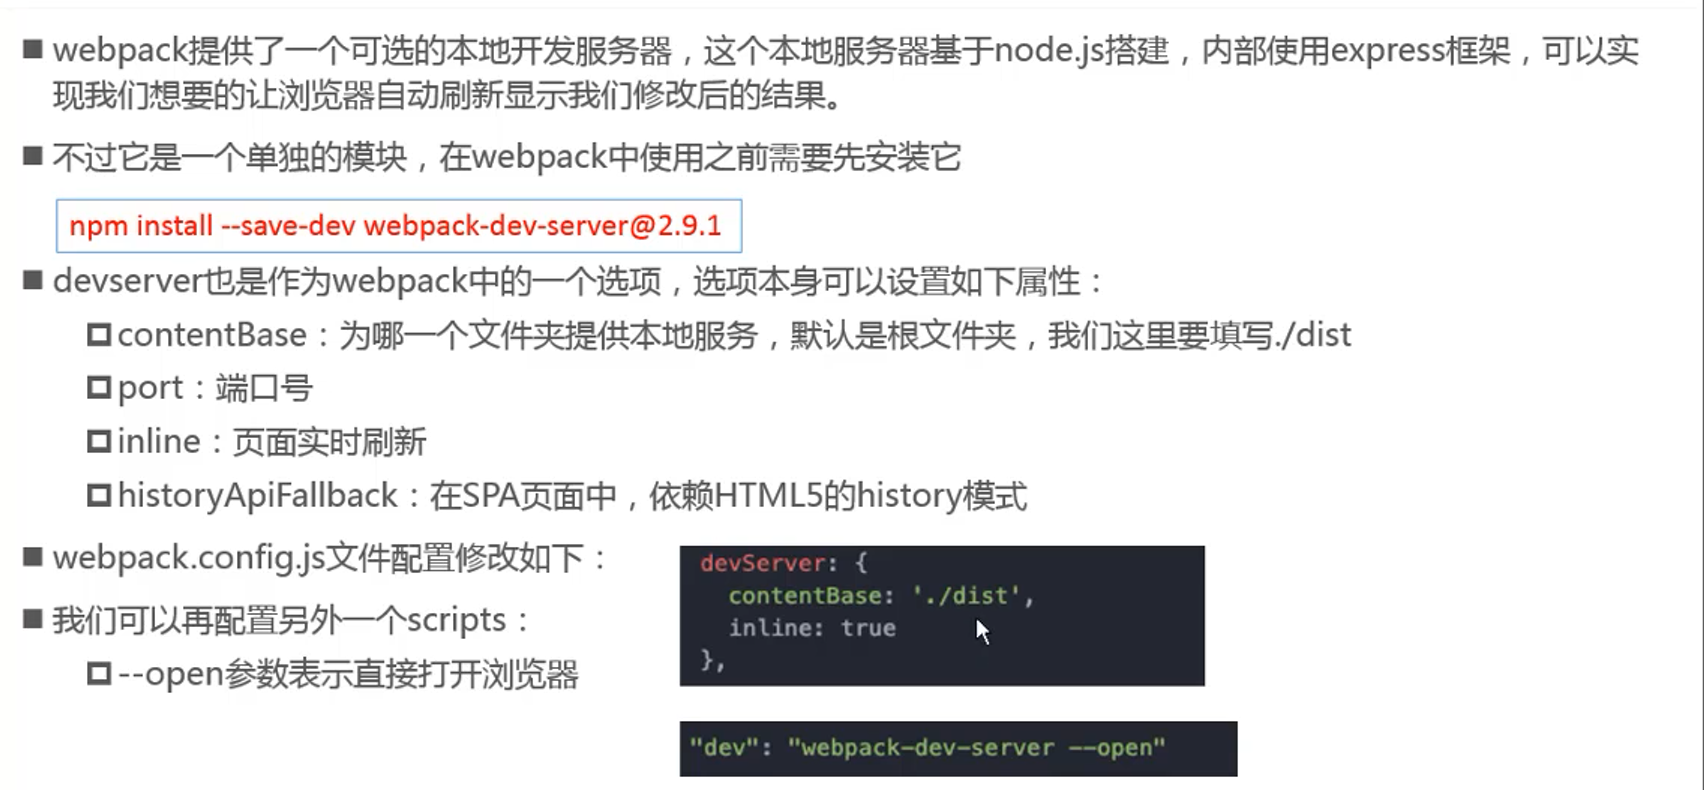 webpack提供了一个可选的本地开发服务器，这个本地服务器基于node.js搭建，内部使用express框架，可以实
现我们想要的让浏览器自动刷新显示我们修改后的结果。
不过它是一个单独的模块，在webpack中使用之前需要先安装它
npm install --save-dev webpack-dev-server@2.9.1
devserver也是作为webpack中的一个选项，选项本身可以设置如下属性：
contentBase：为哪一个文件夹提供本地服务，默认是根文件夹，我们这里要填写./dist
port：端口号
inline：页面实时刷新
historyApiFallback：在SPA页面中，依赖HTML5的history模式
webpack.config.js文件配置修改如下：
devServer: {
contentBase: './dist',
inline: true
},
我们可以再配置另外一个scripts：
--open参数表示直接打开浏览器
"dev": "webpack-dev-server --open"